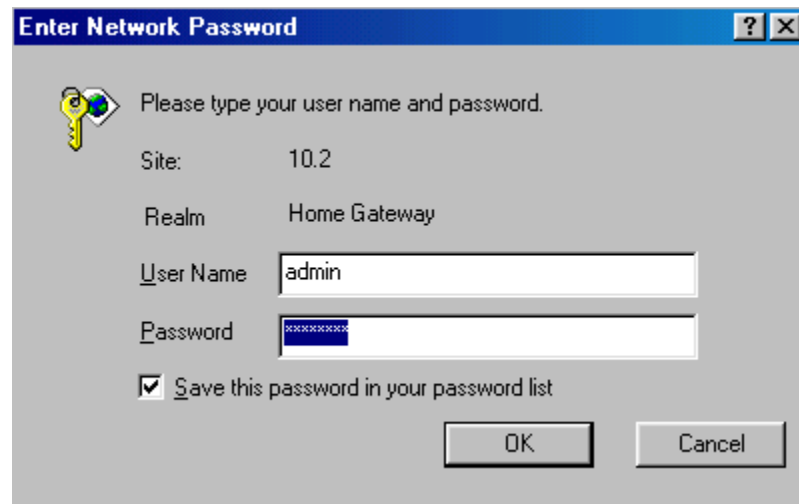 Enter Network Password
Please type your user name and password.
Site: 10.2
Realm Home Gateway
User Name admin
Password ********
Save this password in your password list
OK Cancel